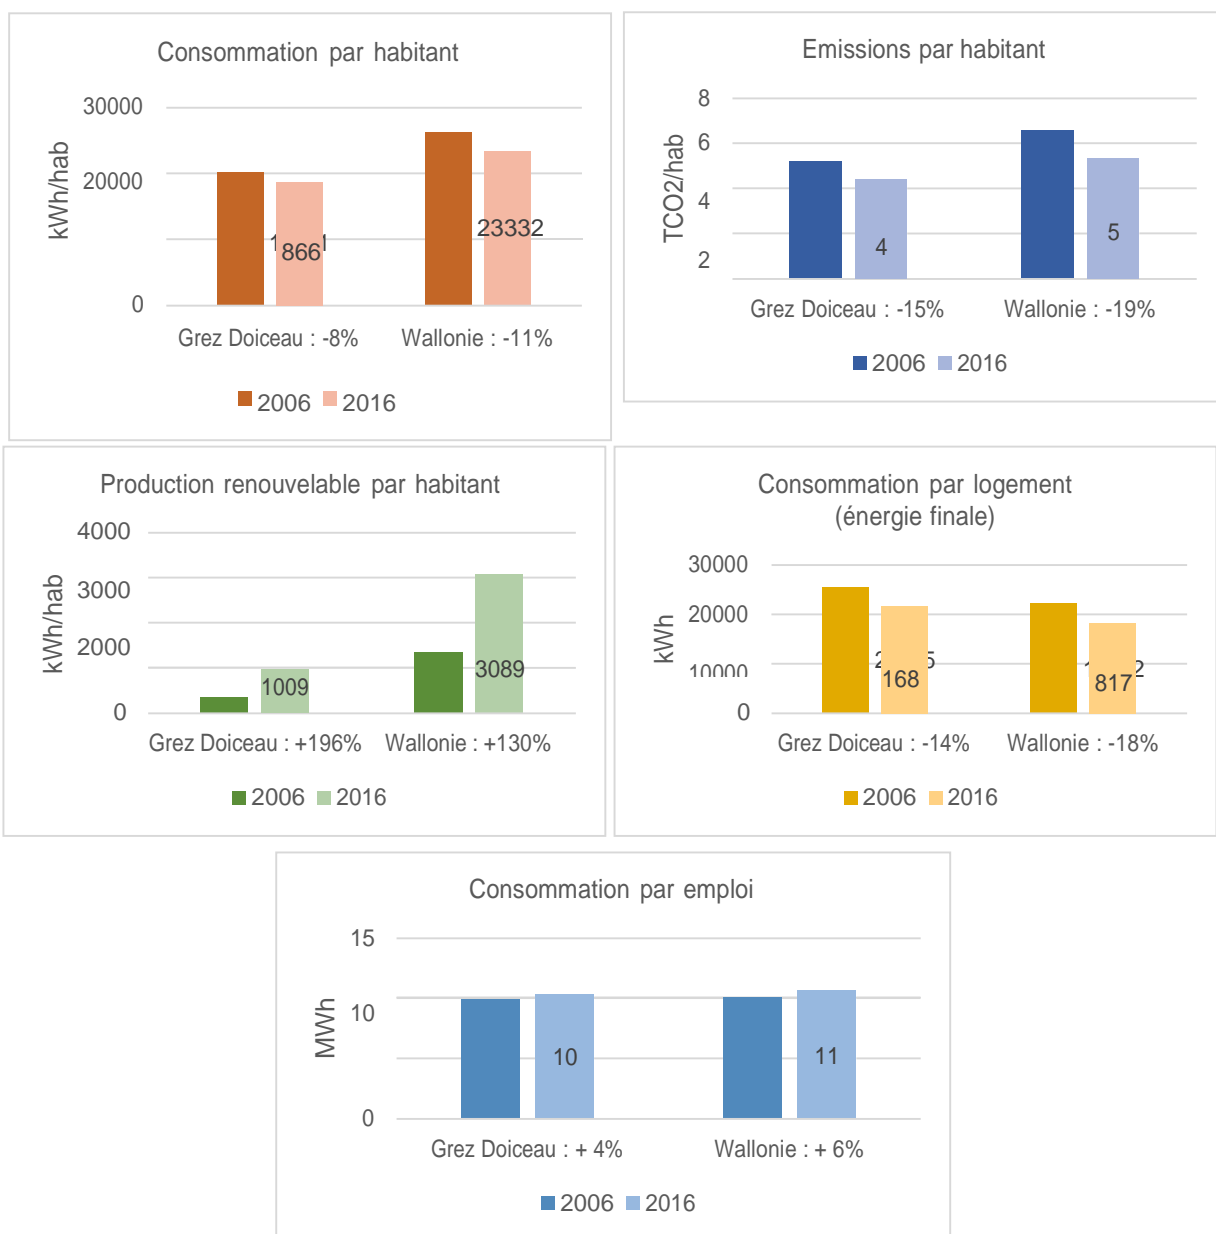 Consommation par habitant
30000
20000
0
kWh/hab
866
23332
Grez Doiceau : -8%
Wallonie : -11%
2006
2016
Emissions par habitant
8
6
4
2
TCO2/hab
4
5
Grez Doiceau : -15%
Wallonie : -19%
2006
2016
Production renouvelable par habitant
4000
3000
2000
0
kWh/hab
1009
3089
Grez Doiceau : +196%
Wallonie : +130%
2006
2016
Consommation par logement
(énergie finale)
30000
20000
10000
0
kWh
168
817
Grez Doiceau : -14%
Wallonie : -18%
2006
2016
Consommation par emploi
15
10
0
MWh
10
11
Grez Doiceau : + 4%
Wallonie : + 6%
2006
2016